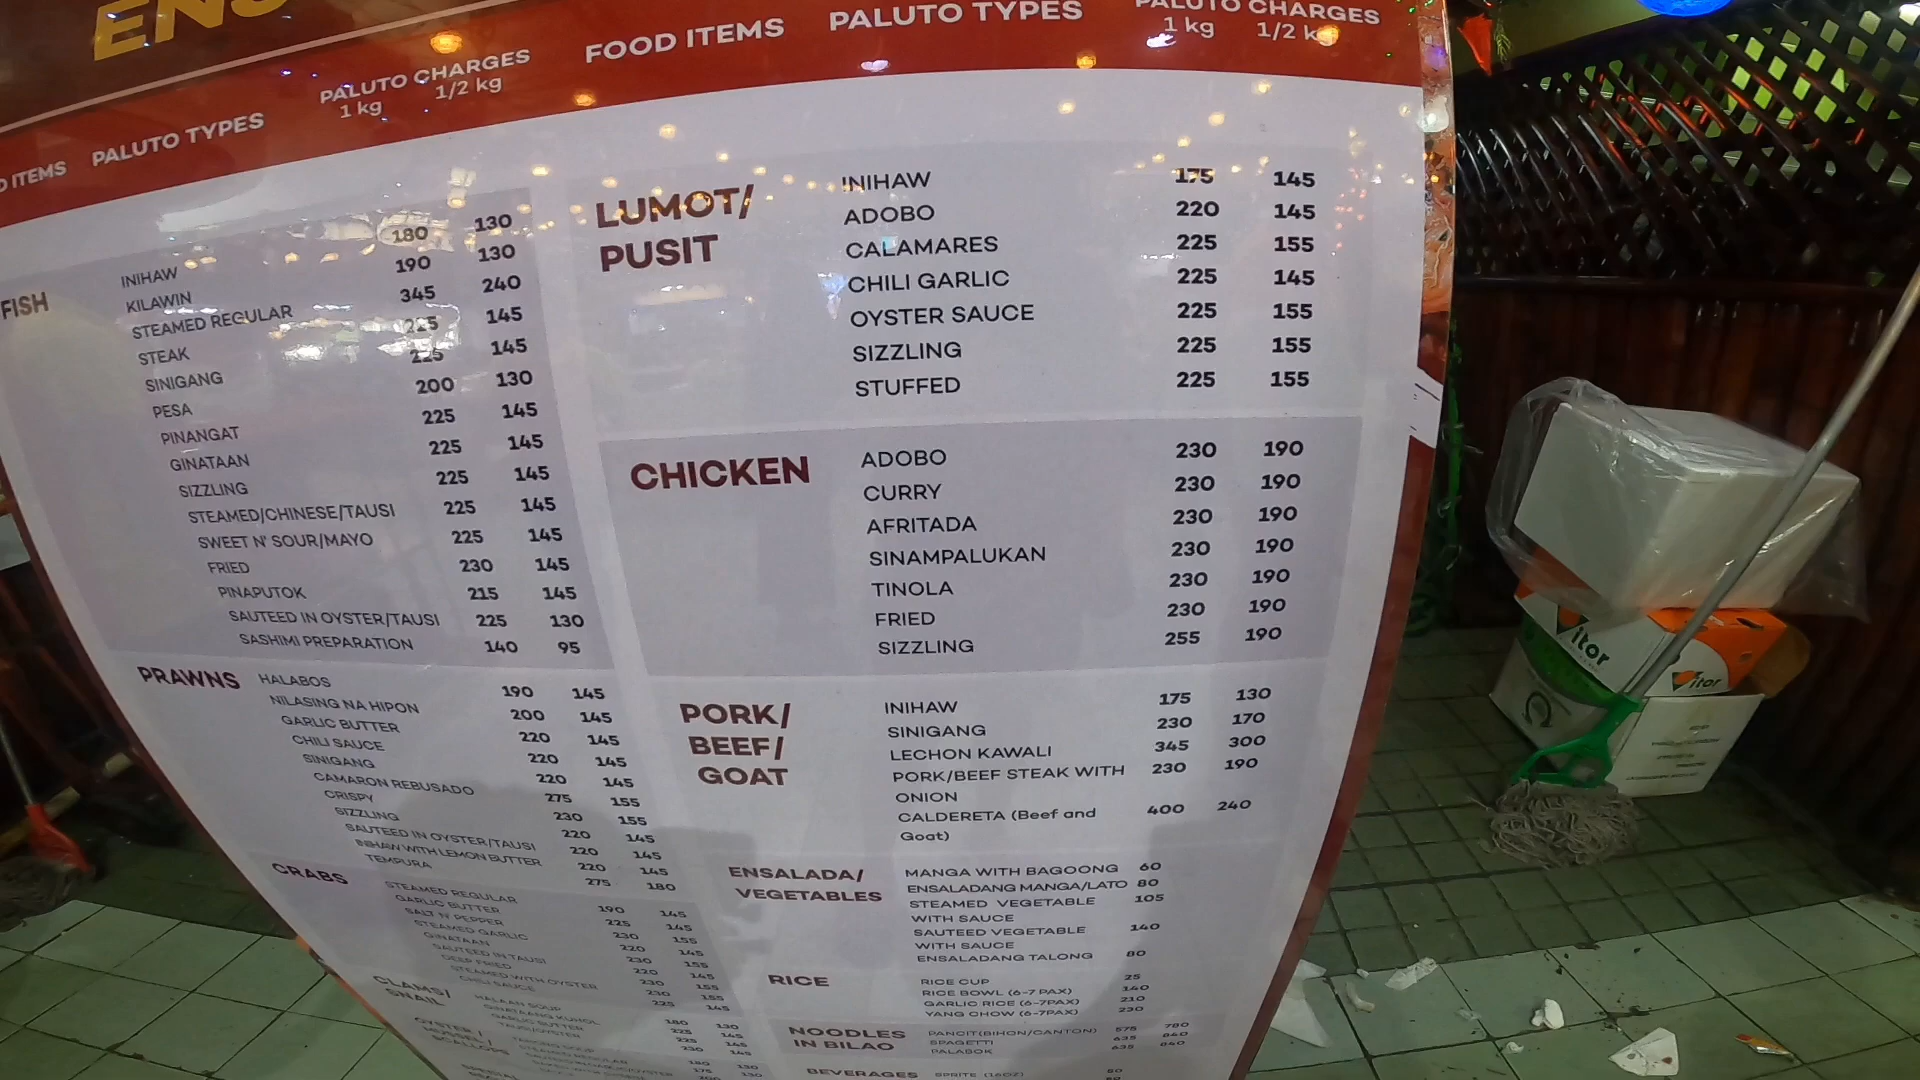 ENS
ITEMS PALUTO TYPES PALUTO CHARGES
1 kg 1/2 kg
FISH
INIHAW 180 130
KILAWIN 190 130
STEAMED REGULAR 345 240
STEAK 225 145
SINIGANG 225 145
PESA 200 130
PINANGAT 225 145
GINATAAN 225 145
SIZZLING 225 145
STEAMED/CHINESE/TAUSI 225 145
SWEET N' SOUR/MAYO 225 145
FRIED 230 145
PINAPUTOK 215 145
SAUTEED IN OYSTER/TAUSI 225 130
SASHIMI PREPARATION 140 95
PRAWNS
HALABOS 190 145
NILASING NA HIPON 200 145
GARLIC BUTTER 220 145
CHILI SAUCE 220 145
SINIGANG 220 145
CAMARON REBUSADO 275 155
CRISPY 230 155
SIZZLING 220 145
SAUTEED IN OYSTER/TAUSI 220 145
INIHAW WITH LEMON BUTTER 220 145
TEMPURA 275 180
CRABS
STEAMED REGULAR 190 145
GARLIC BUTTER 225 145
SALT N' PEPPER 230 155
STEAMED GARLIC 220 145
GINATAAN 230 155
SAUTEED IN TAUSI 220 145
DEEP FRIED 230 155
STEAMED WITH OYSTER 230 155
CHILI SAUCE 225 145
CLAMS/
SNAIL
HALAAN SOUP 180 130
GINATAANG KUHOL 225 145
GARLIC BUTTER 225 145
TAUSI/OYSTER 230 145
OYSTER /
MUSSEL /
SCALLOPS
FOOD ITEMS PALUTO TYPES PALUTO CHARGES
1 kg 1/2 kg
LUMOT/
PUSIT
INIHAW 175 145
ADOBO 220 145
CALAMARES 225 155
CHILI GARLIC 225 145
OYSTER SAUCE 225 155
SIZZLING 225 155
STUFFED 225 155
CHICKEN
ADOBO 230 190
CURRY 230 190
AFRITADA 230 190
SINAMPALUKAN 230 190
TINOLA 230 190
FRIED 230 190
SIZZLING 255 190
PORK/
BEEF/
GOAT
INIHAW 175 130
SINIGANG 230 170
LECHON KAWALI 345 300
PORK/BEEF STEAK WITH 230 190
ONION
CALDERETA (Beef and 400 240
Goat)
ENSALADA/
VEGETABLES
MANGA WITH BAGOONG 60
ENSALADANG MANGA/LATO 80
STEAMED VEGETABLE 105
WITH SAUCE
SAUTEED VEGETABLE 140
WITH SAUCE
ENSALADANG TALONG 80
RICE
RICE CUP 25
RICE BOWL (6-7 PAX) 140
GARLIC RICE (6-7PAX) 210
YANG CHOW (6-7PAX) 230
NOODLES
IN BILAO
PANCIT(BIHON/CANTON) 575 780
SPAGETTI 635 840
PALABOK 635 840
BEVERAGES
SPRITE (16OZ) 80
Vitor
Vitor